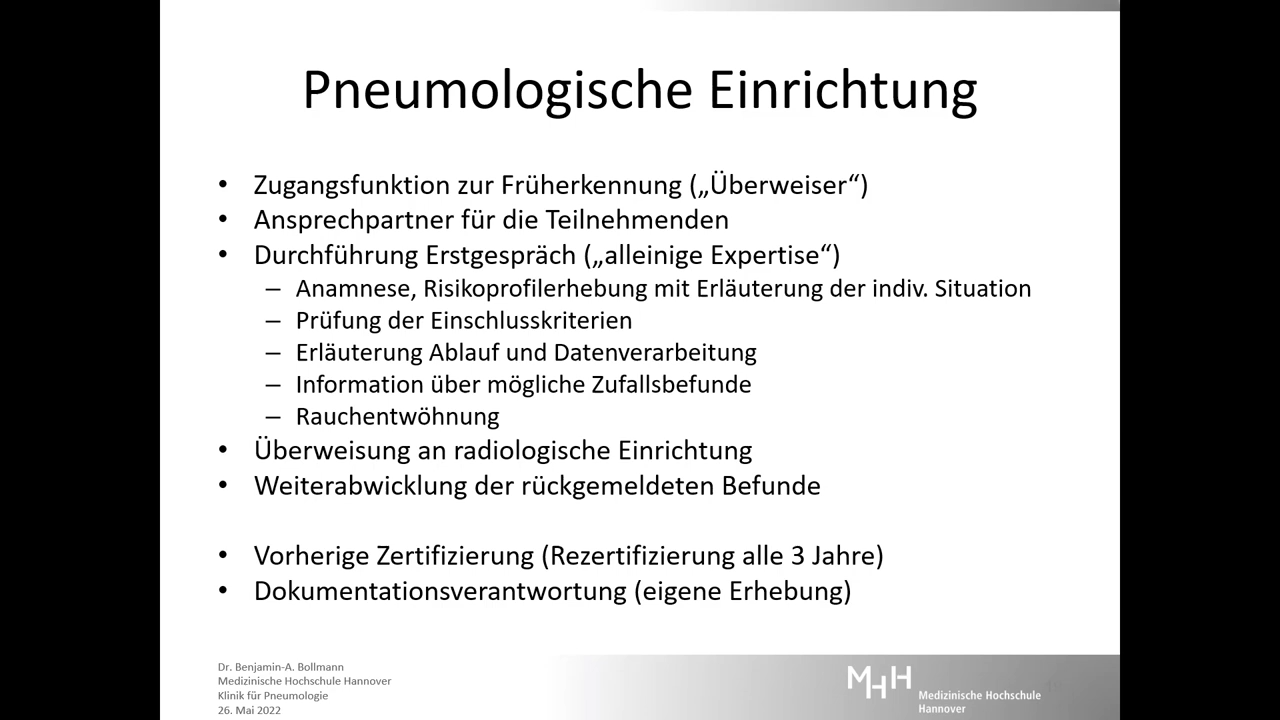 Pneumologische Einrichtung
• Zugangsfunktion zur Früherkennung („Überweiser“)
• Ansprechpartner für die Teilnehmenden
• Durchführung Erstgespräch („alleinige Expertise“)
– Anamnese, Risikoprofilerhebung mit Erläuterung der indiv. Situation
– Prüfung der Einschlusskriterien
– Erläuterung Ablauf und Datenverarbeitung
– Information über mögliche Zufallsbefunde
– Rauchentwöhnung
• Überweisung an radiologische Einrichtung
• Weiterabwicklung der rückgemeldeten Befunde
• Vorherige Zertifizierung (Rezertifizierung alle 3 Jahre)
• Dokumentationsverantwortung (eigene Erhebung)
Dr. Benjamin-A. Bollmann
Medizinische Hochschule Hannover
Klinik für Pneumologie
26. Mai 2022
MHH
Medizinische Hochschule
Hannover